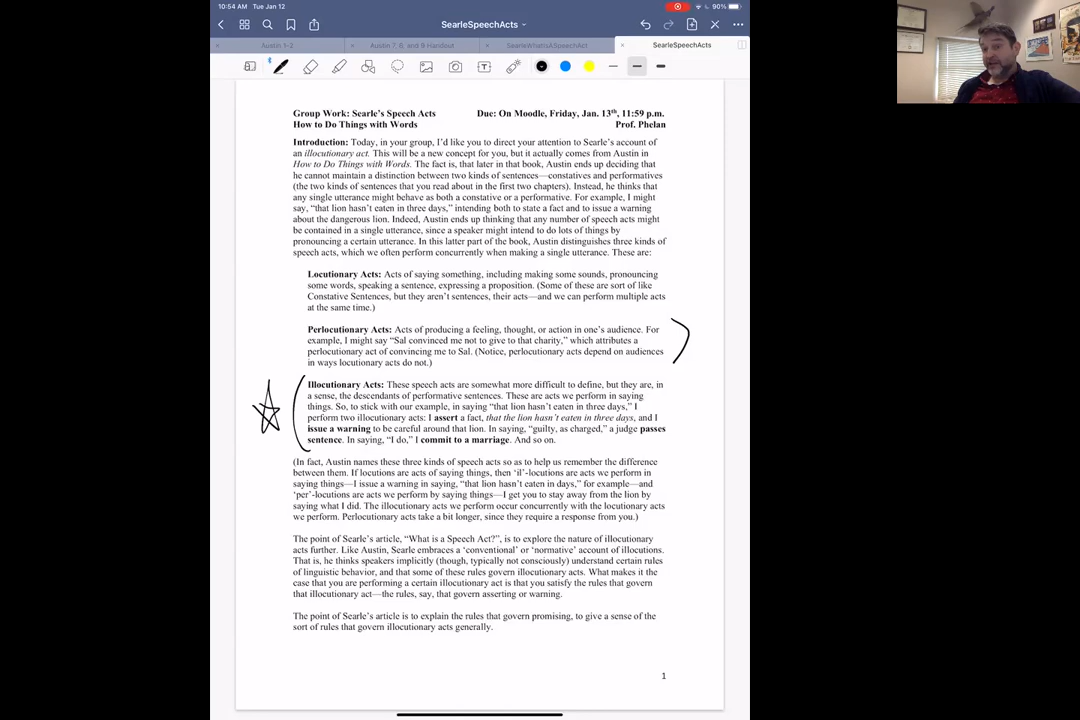 10:54 AM Tue Jan 12
90%
SearleSpeechActs
Austin 1-2
Austin 7, 8, and 9 Handout
SearleWhatIsASpeechAct
SearleSpeechActs
Group Work: Searle's Speech Acts Due: On Moodle, Friday, Jan. 13th, 11:59 p.m.
How to Do Things with Words Prof. Phelan
Introduction: Today, in your group, I'd like you to direct your attention to Searle's account of
an illocutionary act. This will be a new concept for you, but it actually comes from Austin in
How to Do Things with Words. The fact is, that later in that book, Austin ends up deciding that
he cannot maintain a distinction between two kinds of sentences—constatives and performatives
(the two kinds of sentences that you read about in the first two chapters). Instead, he thinks that
any single utterance might behave as both a constative or a performative. For example, I might
say, "that lion hasn't eaten in three days," intending both to state a fact and to issue a warning
about the dangerous lion. Indeed, Austin ends up thinking that any number of speech acts might
be contained in a single utterance, since a speaker might intend to do lots of things by
pronouncing a certain utterance. In this latter part of the book, Austin distinguishes three kinds of
speech acts, which we often perform concurrently when making a single utterance. These are:
Locutionary Acts: Acts of saying something, including making some sounds, pronouncing
some words, speaking a sentence, expressing a proposition. (Some of these are sort of like
Constative Sentences, but they aren't sentences, their acts—and we can perform multiple acts
at the same time.)
Perlocutionary Acts: Acts of producing a feeling, thought, or action in one's audience. For
example, I might say "Sal convinced me not to give to that charity," which attributes a
perlocutionary act of convincing me to Sal. (Notice, perlocutionary acts depend on audiences
in ways locutionary acts do not.)
Illocutionary Acts: These speech acts are somewhat more difficult to define, but they are, in
a sense, the descendants of performative sentences. These are acts we perform in saying
things. So, to stick with our example, in saying "that lion hasn't eaten in three days," I
perform two illocutionary acts: I assert a fact, that the lion hasn't eaten in three days, and I
issue a warning to be careful around that lion. In saying, "guilty, as charged," a judge passes
sentence. In saying, "I do," I commit to a marriage. And so on.
(In fact, Austin names these three kinds of speech acts so as to help us remember the difference
between them. If locutions are acts of saying things, then 'il'-locutions are acts we perform in
saying things—I issue a warning in saying, "that lion hasn't eaten in days," for example—and
'per'-locutions are acts we perform by saying things—I get you to stay away from the lion by
saying what I did. The illocutionary acts we perform occur concurrently with the locutionary acts
we perform. Perlocutionary acts take a bit longer, since they require a response from you.)
The point of Searle's article, "What is a Speech Act?", is to explore the nature of illocutionary
acts further. Like Austin, Searle embraces a 'conventional' or 'normative' account of illocutions.
That is, he thinks speakers implicitly (though, typically not consciously) understand certain rules
of linguistic behavior, and that some of these rules govern illocutionary acts. What makes it the
case that you are performing a certain illocutionary act is that you satisfy the rules that govern
that illocutionary act—the rules, say, that govern asserting or warning.
The point of Searle's article is to explain the rules that govern promising, to give a sense of the
sort of rules that govern illocutionary acts generally.
1